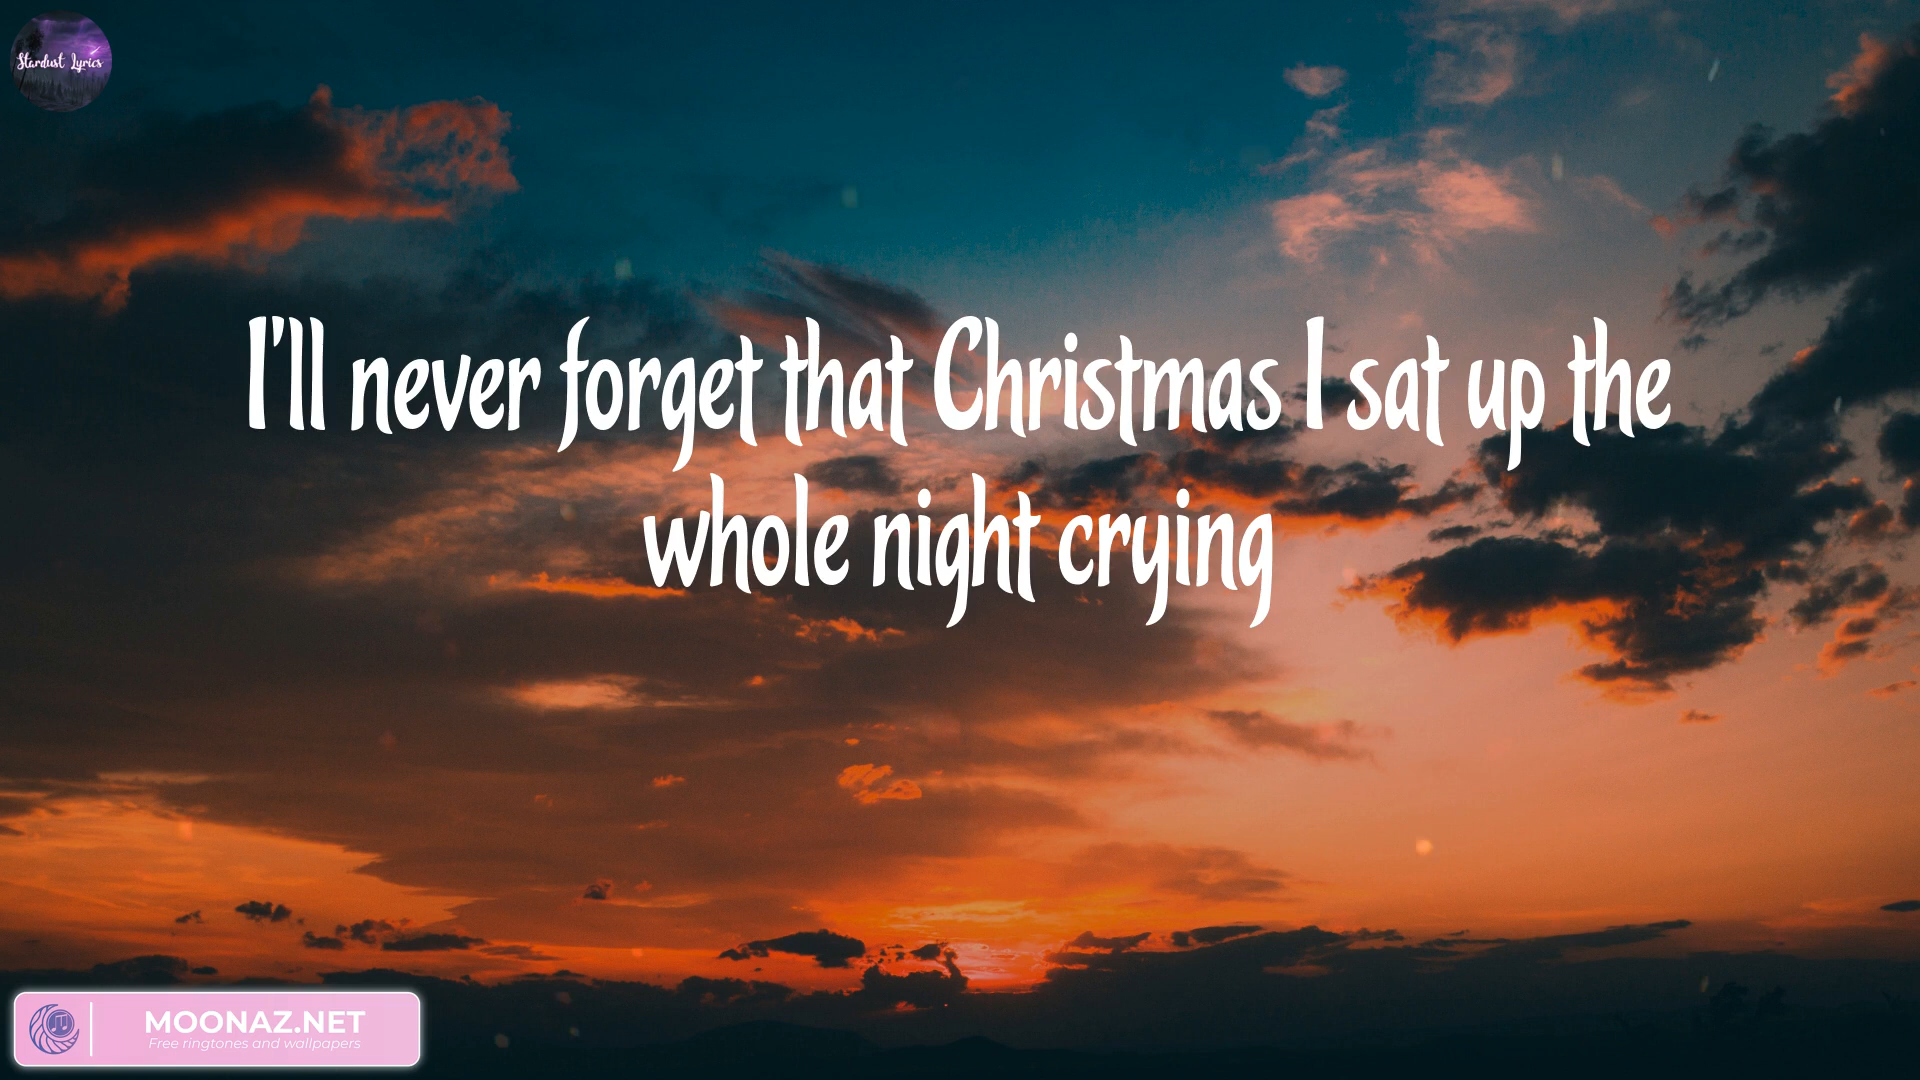 Stardust Lyrics
I'll never forget that Christmas I sat up the
whole night crying
MOONAZ.NET
Free ringtones and wallpapers